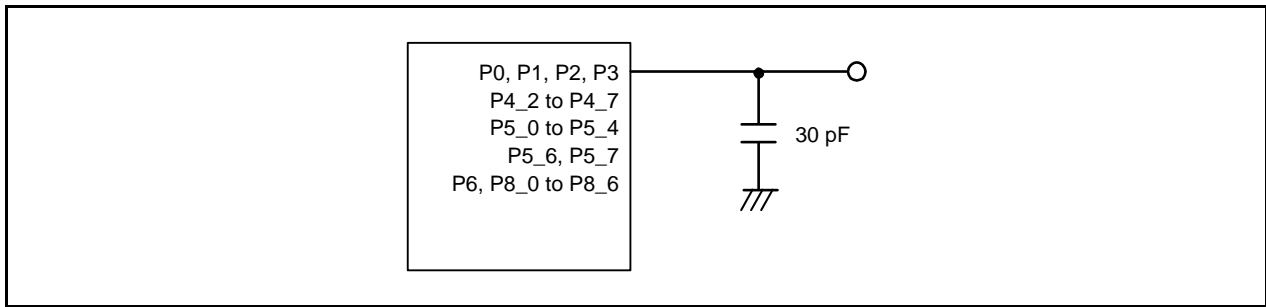 P0, P1, P2, P3
P4_2 to P4_7
P5_0 to P5_4
P5_6, P5_7
P6, P8_0 to P8_6
30 pF